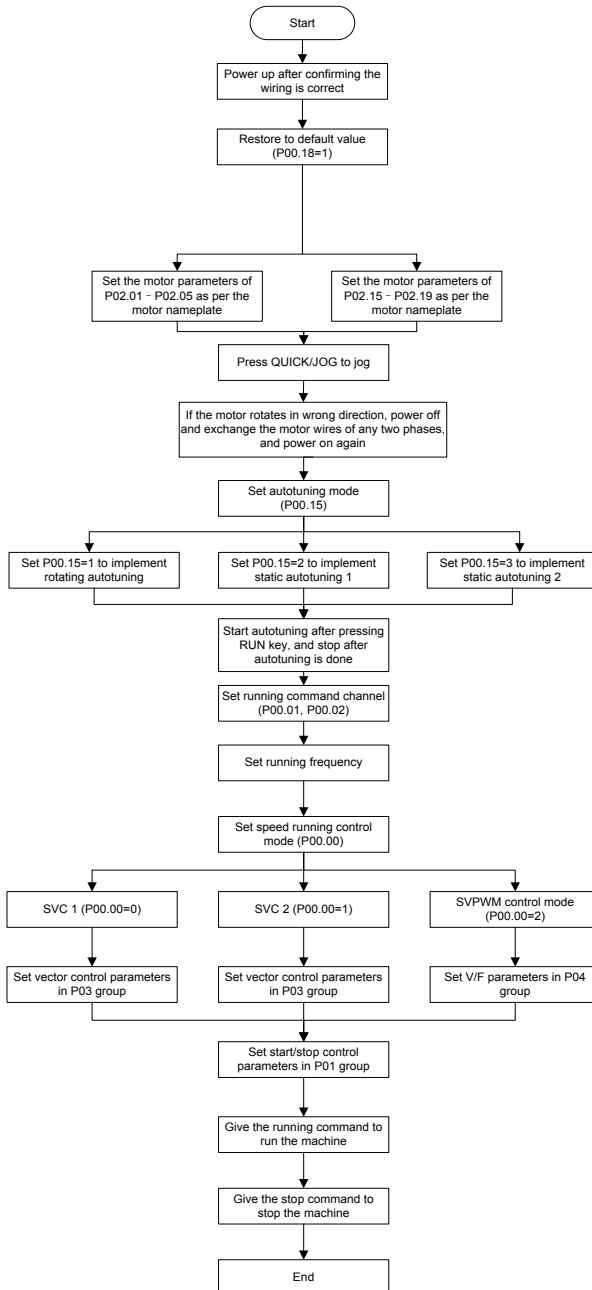 Start
Power up after confirming the
wiring is correct
Restore to default value
(P00.18=1)
Set the motor parameters of
P02.01–P02.05 as per the
motor nameplate
Set the motor parameters of
P02.15–P02.19 as per the
motor nameplate
Press QUICK/JOG to jog
If the motor rotates in wrong direction, power off
and exchange the motor wires of any two phases,
and power on again
Set autotuning mode
(P00.15)
Set P00.15=1 to implement
rotating autotuning
Set P00.15=2 to implement
static autotuning 1
Set P00.15=3 to implement
static autotuning 2
Start autotuning after pressing
RUN key, and stop after
autotuning is done
Set running command channel
(P00.01, P00.02)
Set running frequency
Set speed running control
mode (P00.00)
SVC 1 (P00.00=0)
SVC 2 (P00.00=1)
SVPWM control mode
(P00.00=2)
Set vector control parameters
in P03 group
Set vector control parameters
in P03 group
Set V/F parameters in P04
group
Set start/stop control
parameters in P01 group
Give the running command to
run the machine
Give the stop command to
stop the machine
End